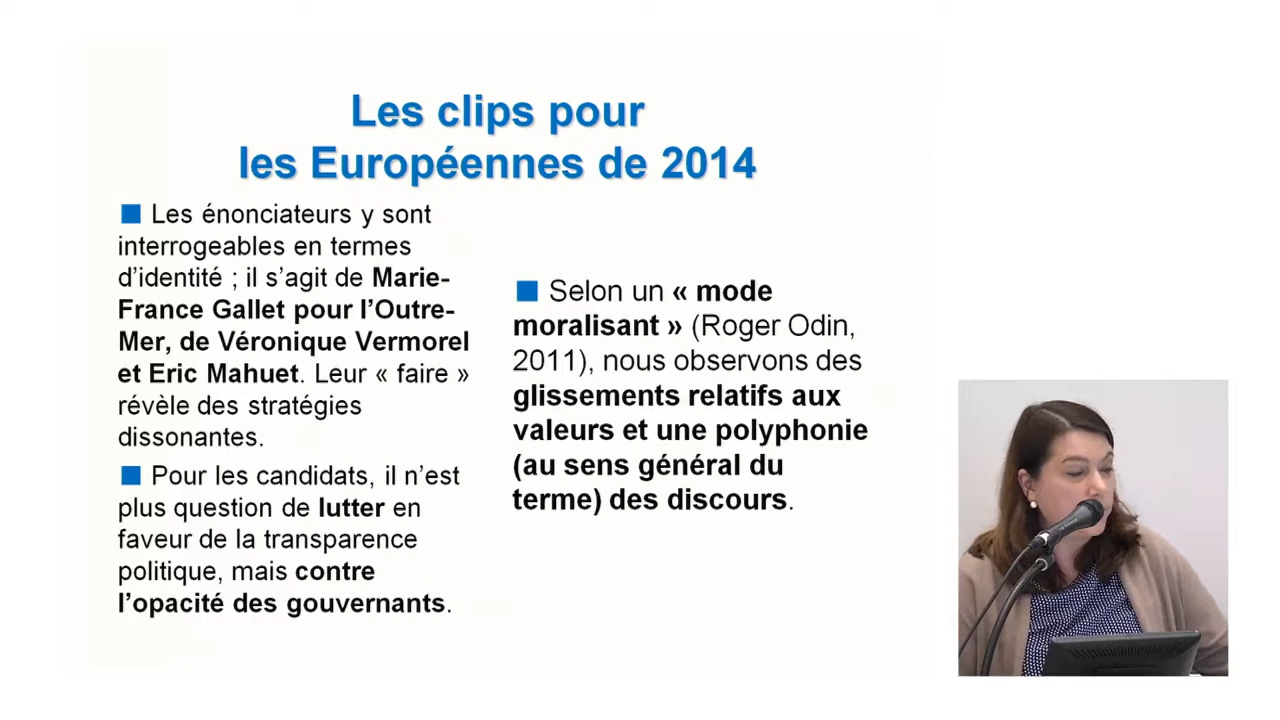 Les clips pour
les Européennes de 2014
Les énonciateurs y sont
interrogeables en termes
d’identité ; il s’agit de Marie-
France Gallet pour l’Outre-
Mer, de Véronique Vermorel
et Eric Mahuet. Leur « faire »
révèle des stratégies
dissonantes.
Pour les candidats, il n’est
plus question de lutter en
faveur de la transparence
politique, mais contre
l’opacité des gouvernants.
Selon un « mode
moralisant » (Roger Odin,
2011), nous observons des
glissements relatifs aux
valeurs et une polyphonie
(au sens général du
terme) des discours.